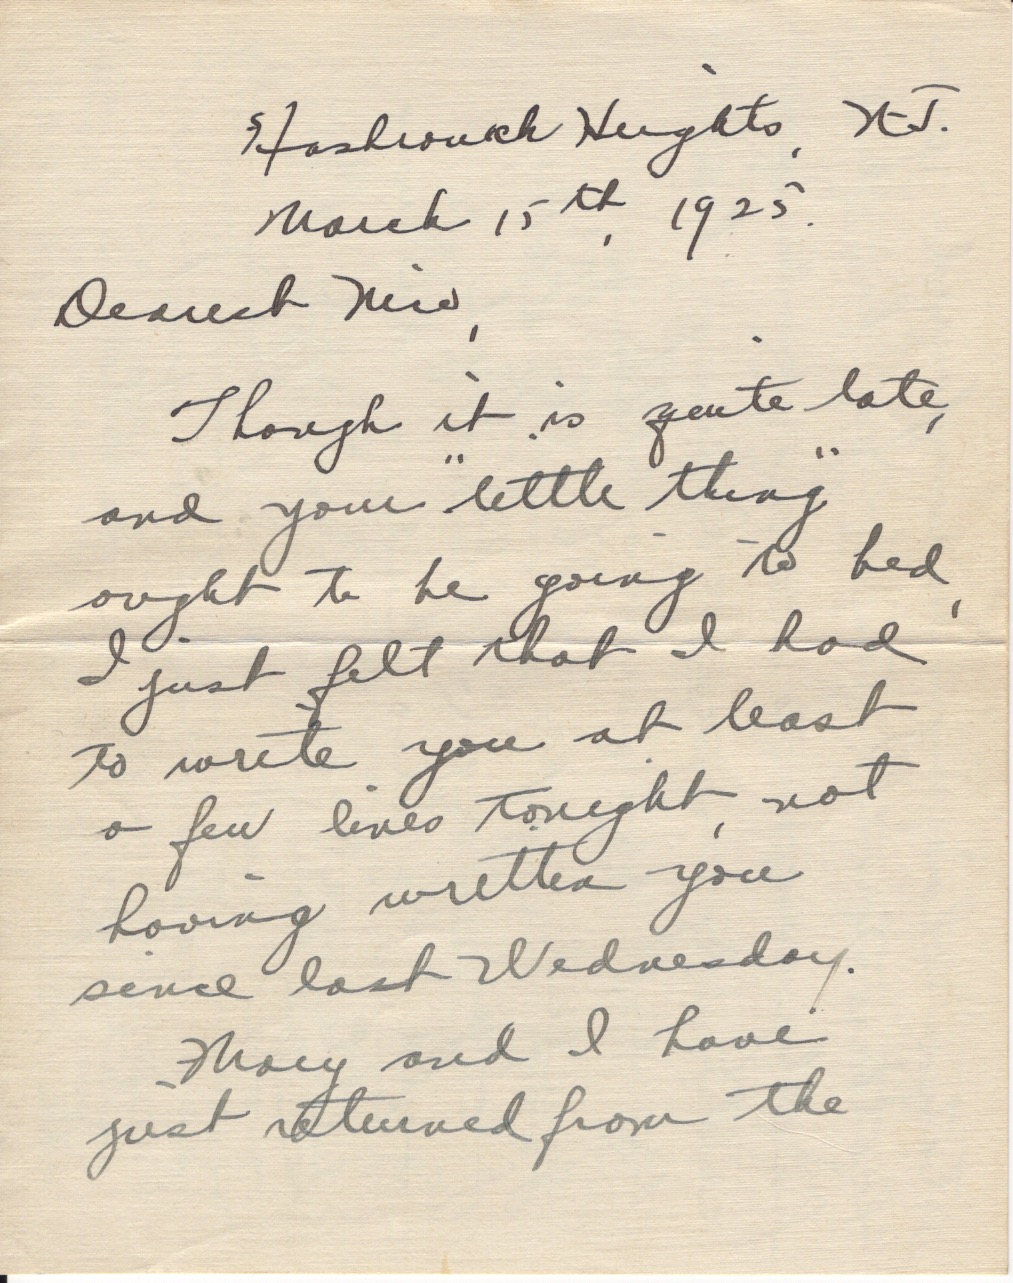 Hasbrouck Heights, N.J.
March 15th, 1925.
Dearest
Though it is quite late,
and your "little thing"
ought to be going to bed,
I just felt that I had
to write you at least
a few lines tonight, not
having written you
since last Wednesday.
Mary and I have
just returned from the